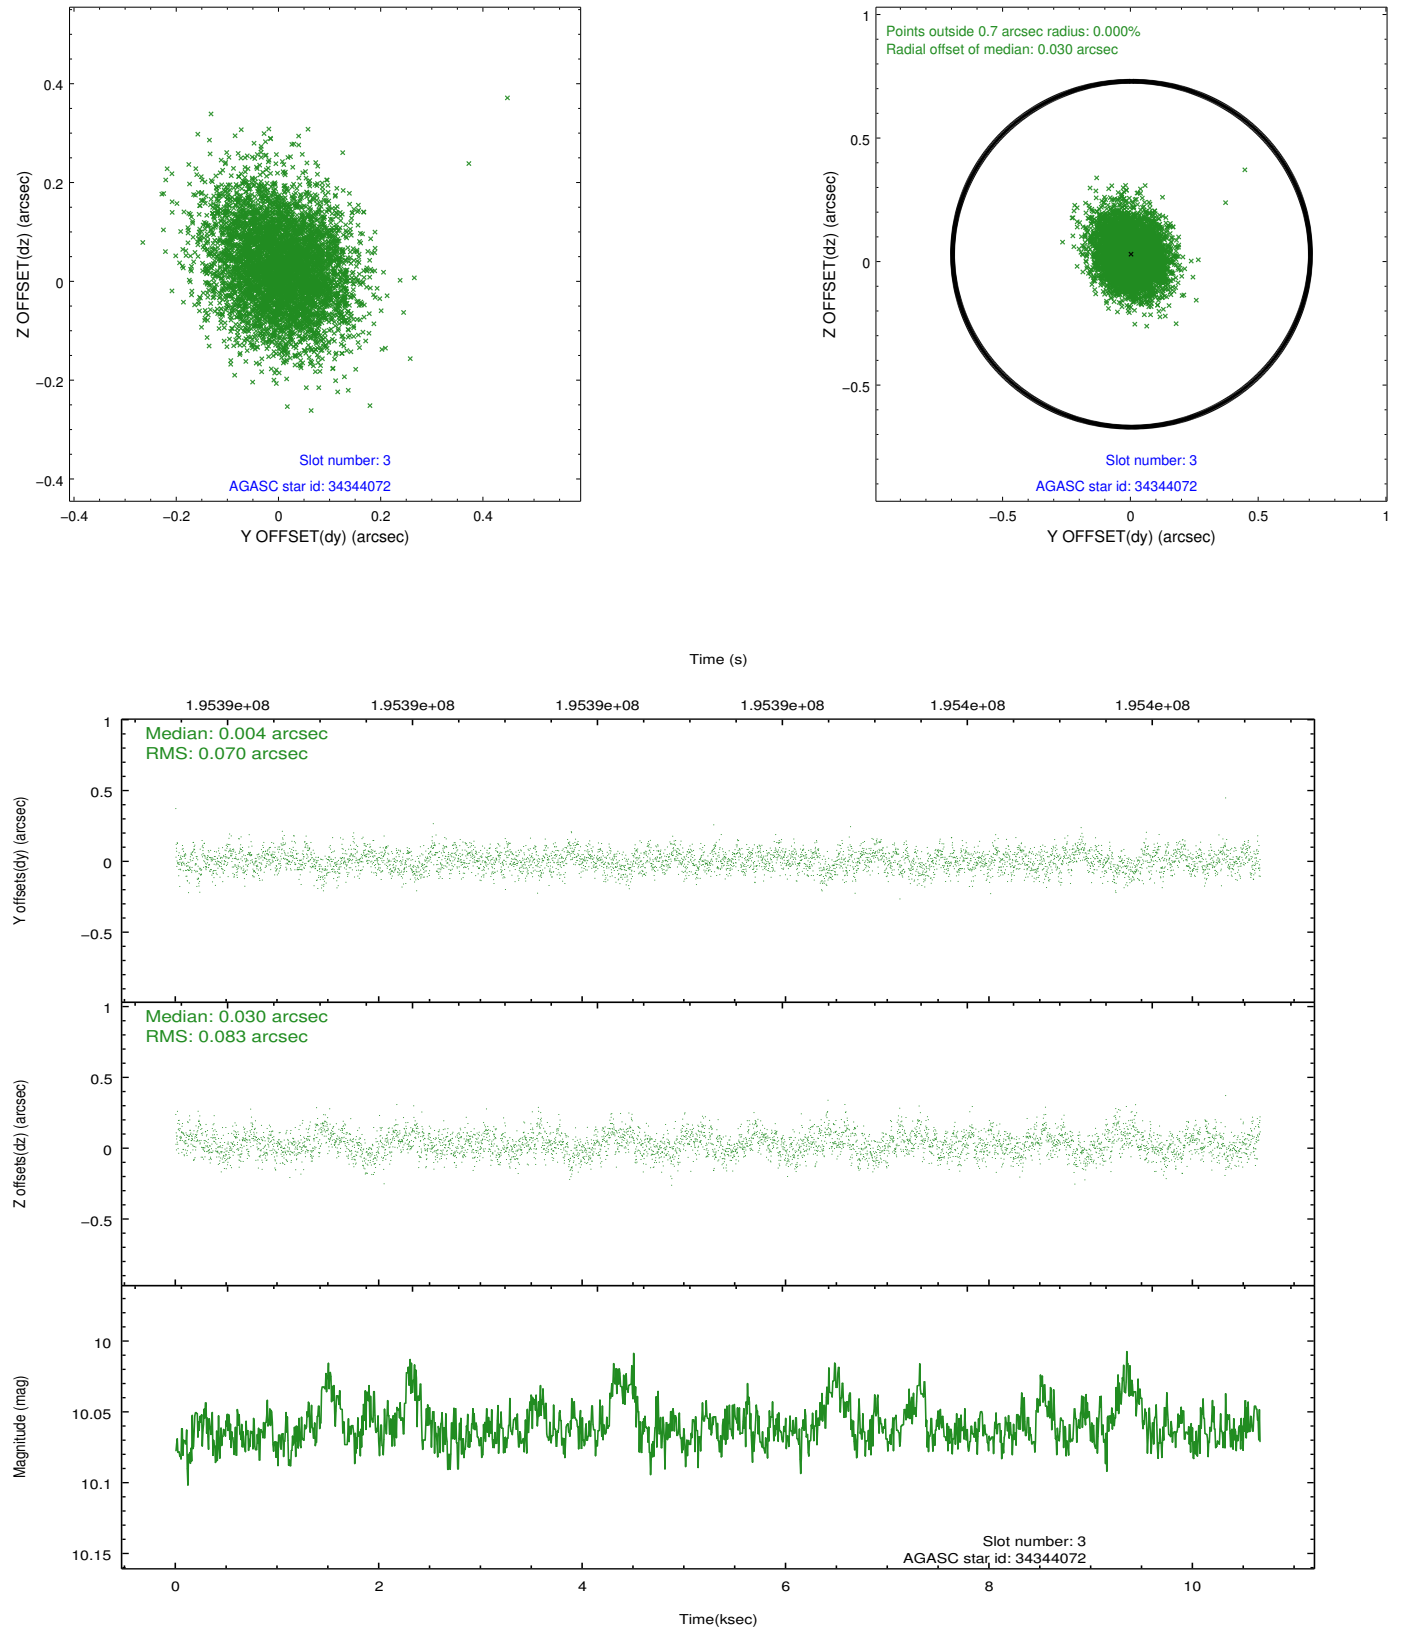 0.4
0.2
0
−0.2
−0.4
Z OFFSET(dz) (arcsec)
Slot number: 3
AGASC star id: 34344072
−0.4 −0.2 0 0.2 0.4
Y OFFSET(dy) (arcsec)
Points outside 0.7 arcsec radius: 0.000%
Radial offset of median: 0.030 arcsec
1
0.5
0
−0.5
Z OFFSET(dz) (arcsec)
Slot number: 3
AGASC star id: 34344072
−0.5 0 0.5 1
Y OFFSET(dy) (arcsec)
Time (s)
1.9539e+08 1.9539e+08 1.9539e+08 1.9539e+08 1.954e+08 1.954e+08
Median: 0.004 arcsec
RMS: 0.070 arcsec
1
0.5
0
−0.5
Y offsets(dy) (arcsec)
Median: 0.030 arcsec
RMS: 0.083 arcsec
1
0.5
0
−0.5
Z offsets(dz) (arcsec)
10
10.05
10.1
10.15
Magnitude (mag)
Slot number: 3
AGASC star id: 34344072
0 2 4 6 8 10
Time(ksec)